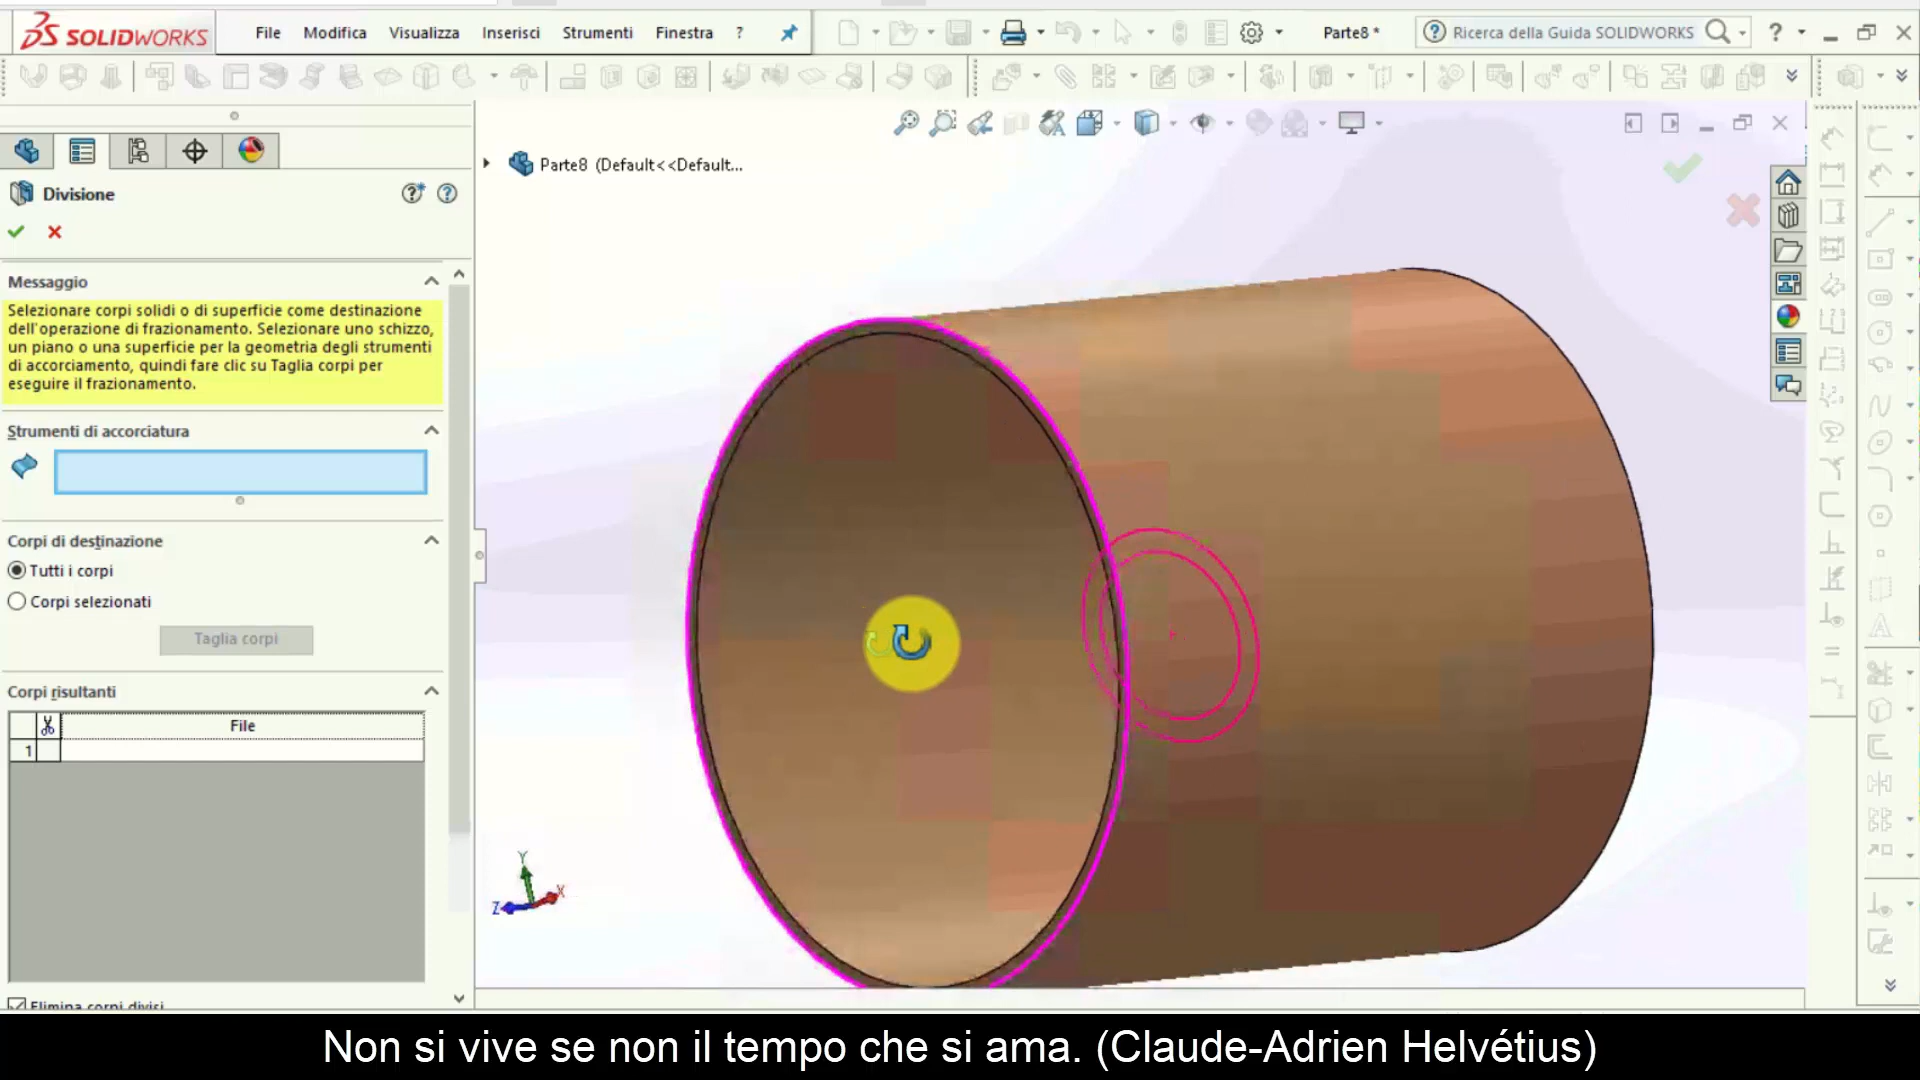 SOLIDWORKS
File Modifica Visualizza Inserisci Strumenti Finestra ?
Parte8 *
Ricerca della Guida SOLIDWORKS
?
Parte8 (Default<<Default...
Divisione
Messaggio
Selezionare corpi solidi o di superficie come destinazione
dell'operazione di frazionamento. Selezionare uno schizzo,
un piano o una superficie per la geometria degli strumenti
di accorciamento, quindi fare clic su Taglia corpi per
eseguire il frazionamento.
Strumenti di accorciatura
Corpi di destinazione
Tutti i corpi
Corpi selezionati
Taglia corpi
Corpi risultanti
File
1
Elimina corpi divisi
Y
X
Z
Non si vive se non il tempo che si ama. (Claude-Adrien Helvétius)